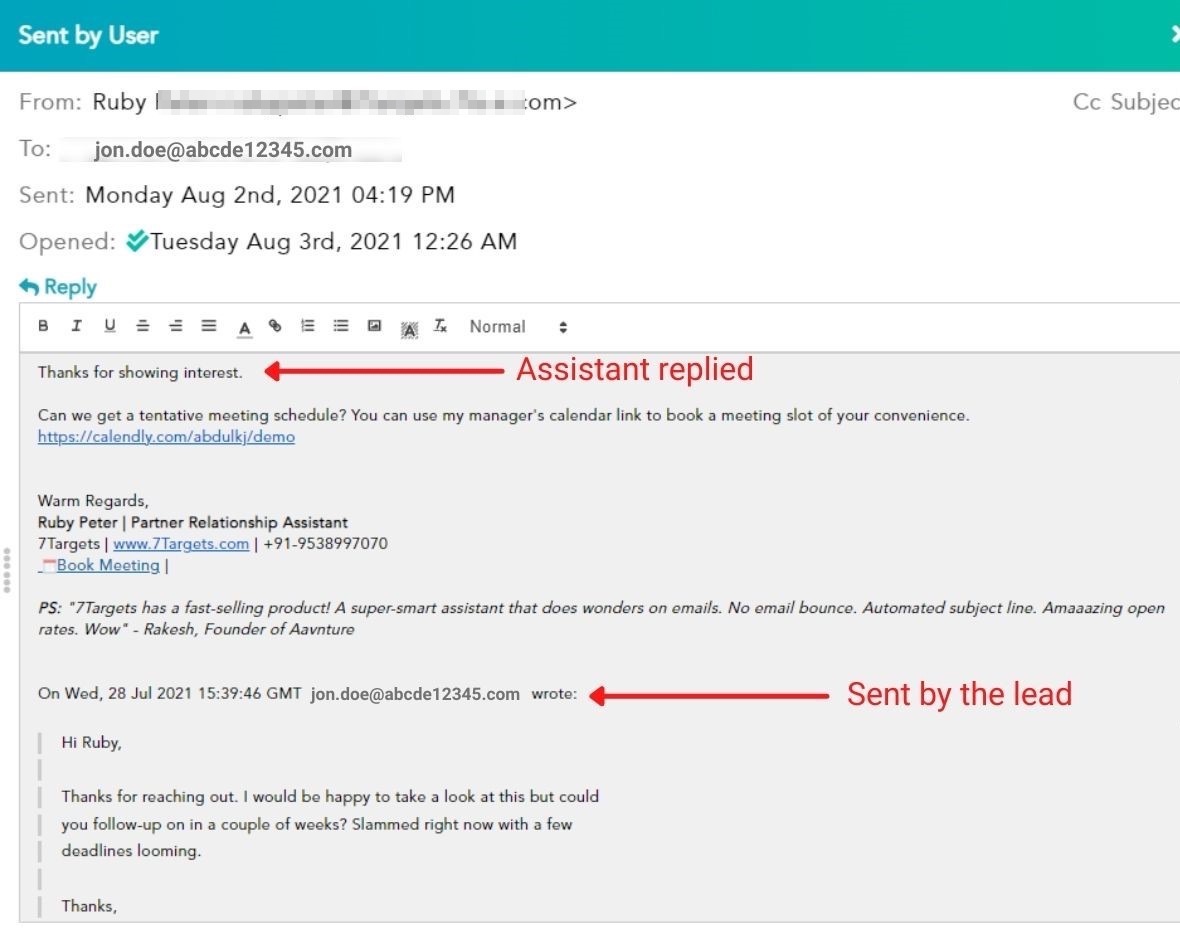 Sent by User
From: Ruby com>
Cc Subjec
To: jon.doe@abcde12345.com
Sent: Monday Aug 2nd, 2021 04:19 PM
Opened: Tuesday Aug 3rd, 2021 12:26 AM
Reply
B I U A A Tx Normal
Thanks for showing interest.
Assistant replied
Can we get a tentative meeting schedule? You can use my manager's calendar link to book a meeting slot of your convenience.
https://calendly.com/abdulkj/demo
Warm Regards,
Ruby Peter | Partner Relationship Assistant
7Targets | www.7Targets.com | +91-9538997070
Book Meeting |
PS: "7Targets has a fast-selling product! A super-smart assistant that does wonders on emails. No email bounce. Automated subject line. Amaaazing open
rates. Wow" - Rakesh, Founder of Aavnture
On Wed, 28 Jul 2021 15:39:46 GMT jon.doe@abcde12345.com wrote:
Sent by the lead
Hi Ruby,
Thanks for reaching out. I would be happy to take a look at this but could
you follow-up on in a couple of weeks? Slammed right now with a few
deadlines looming.
Thanks,